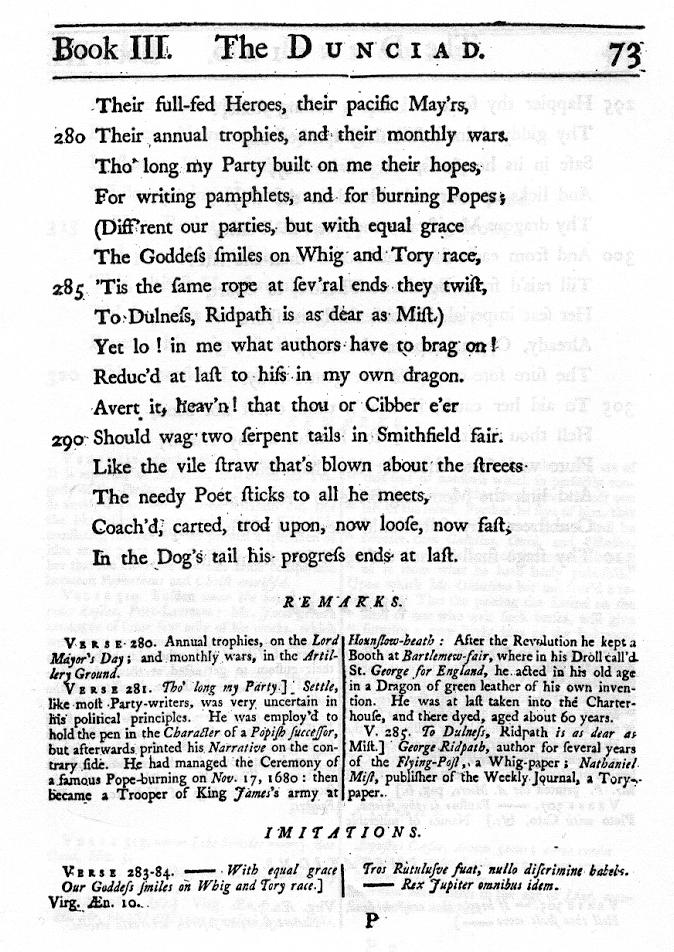 Book III. The DUNCIAD. 73
Their full-fed Heroes, their pacific May'rs,
280 Their annual trophies, and their monthly wars.
Tho' long my Party built on me their hopes,
For writing pamphlets, and for burning Popes;
(Diff'rent our parties, but with equal grace
The Goddeſs ſmiles on Whig and Tory race,
285 'Tis the ſame rope at ſev'ral ends they twiſt,
To Dulneſs, Ridpath is as dear as Miſt.)
Yet lo! in me what authors have to brag on!
Reduc'd at laſt to hiſs in my own dragon.
Avert it, heav'n! that thou or Cibber e'er
290 Should wag two ſerpent tails in Smithfield fair.
Like the vile ſtraw that's blown about the ſtreets
The needy Poet ſticks to all he meets,
Coach'd, carted, trod upon, now looſe, now faſt,
In the Dog's tail his progreſs ends at laſt.
REMARKS.
VERSE 280. Annual trophies, on the Lord
Mayor's Day; and monthly wars, in the Artil-
lery Ground.
VERSE 281. Tho' long my Party.] Settle,
like moſt Party-writers, was very uncertain in
his political principles. He was employ'd to
hold the pen in the Character of a Popiſh ſucceſſor,
but afterwards printed his Narrative on the con-
trary ſide. He had managed the Ceremony of
a famous Pope-burning on Nov. 17, 1680: then
became a Trooper of King James's army at
Hounſlow-heath: After the Revolution he kept a
Booth at Bartlemew-fair, where in his Droll call'd
St. George for England, he acted in his old age
in a Dragon of green leather of his own inven-
tion. He was at laſt taken into the Charter-
houſe, and there dyed, aged about 60 years.
V. 285. To Dulneſs, Ridpath is as dear as
Miſt.] George Ridpath, author for ſeveral years
of the Flying-Poſt, a Whig-paper; Nathaniel
Miſt, publiſher of the Weekly Journal, a Tory-
paper.
IMITATIONS.
VERSE 283-84. —— With equal grace
Our Goddeſs ſmiles on Whig and Tory race.]
Virg. Æn. 10.
Tros Rutuluſve fuat, nullo diſcrimine habebo.
—— Rex Jupiter omnibus idem.
P